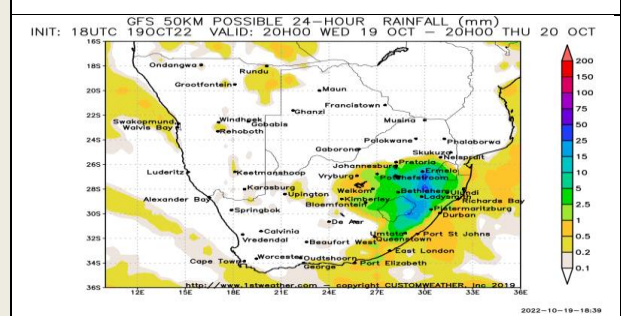 GFS 50KM POSSIBLE 24-HOUR RAINFALL (mm)
INIT: 18UTC 19OCT22 VALID: 20H00 WED 19 OCT - 20H00 THU 20 OCT
16S
Ondangwa
Rundu
18S
Grootfontein
Maun
20S
Ghanzi
Francistown
22S
Musina
Swakopmund
Windhoek
Gobabis
Walvis Bay
Rehoboth
24S
Polokwane
Phalaborwa
Gaborone
Skukuza
Nelspruit
26S
Johannesburg
Pretoria
Luderitz
Keetmanshoop
Vryburg
Potchefstroom
Ermelo
Karasburg
Upington
Welkom
Bethlehem
Ulundi
28S
Alexander Bay
Kimberley
Ladysmith
Richards Bay
Bloemfontein
Springbok
Pietermaritzburg
30S
De Aar
Durban
Calvinia
Umtata
Port St Johns
32S
Vredendal
Beaufort West
Queenstown
East London
34S
Cape Town
Worcester
Oudtshoorn
George
Port Elizabeth
36S
http://www.1stweather.com - copyright CUSTOMWEATHER, Inc 2019
12E 15E 18E 21E 24E 27E 30E 33E 36E
200
150
100
75
50
25
15
10
5
2.5
1
0.5
0.2
0.1
2022-10-19-18:39